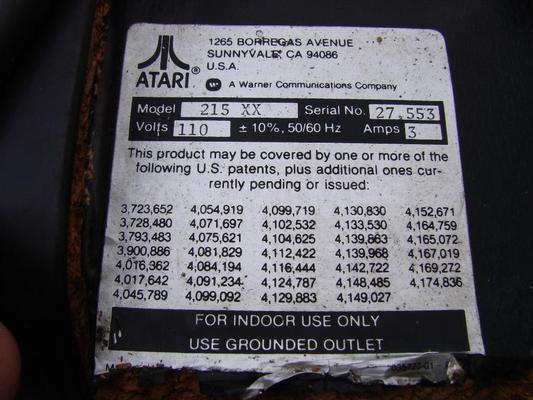 1265 BORREGAS AVENUE
SUNNYVALE, CA 94086
U.S.A.
ATARI®
A Warner Communications Company
Model 215 XX Serial No. 27,553
Volts 110 ± 10%, 50/60 Hz Amps 3
This product may be covered by one or more of the
following U.S. patents, plus additional ones cur-
rently pending or issued:
3,723,652 4,054,919 4,099,719 4,130,830 4,152,671
3,728,480 4,071,697 4,102,532 4,133,530 4,164,759
3,793,483 4,075,621 4,104,625 4,139,863 4,165,072
3,900,886 4,081,829 4,112,422 4,139,968 4,167,019
4,016,362 4,084,194 4,116,444 4,142,722 4,169,272
4,017,642 4,091,234 4,124,787 4,148,485 4,174,836
4,045,789 4,099,092 4,129,883 4,149,027
FOR INDOOR USE ONLY
USE GROUNDED OUTLET